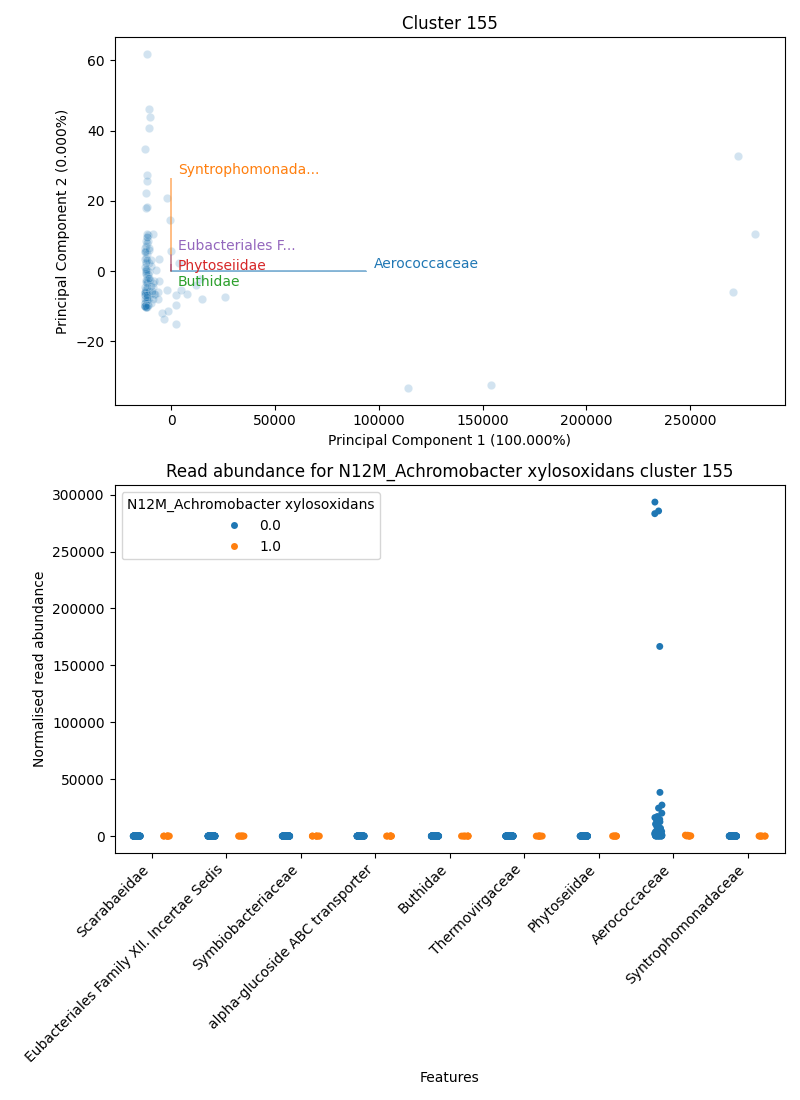 Cluster 155
60
40
20
0
−20
Principal Component 2 (0.000%)
Syntrophomonada...
Eubacteriales F...
Phytoseiidae
Aerococcaceae
Buthidae
0
50000
100000
150000
200000
250000
Principal Component 1 (100.000%)
Read abundance for N12M_Achromobacter xylosoxidans cluster 155
300000
250000
200000
150000
100000
50000
0
Normalised read abundance
N12M_Achromobacter xylosoxidans
0.0
1.0
Scarabaeidae
Eubacteriales Family XII. Incertae Sedis
Symbiobacteriaceae
alpha-glucoside ABC transporter
Buthidae
Thermovirgaceae
Phytoseiidae
Aerococcaceae
Syntrophomonadaceae
Features